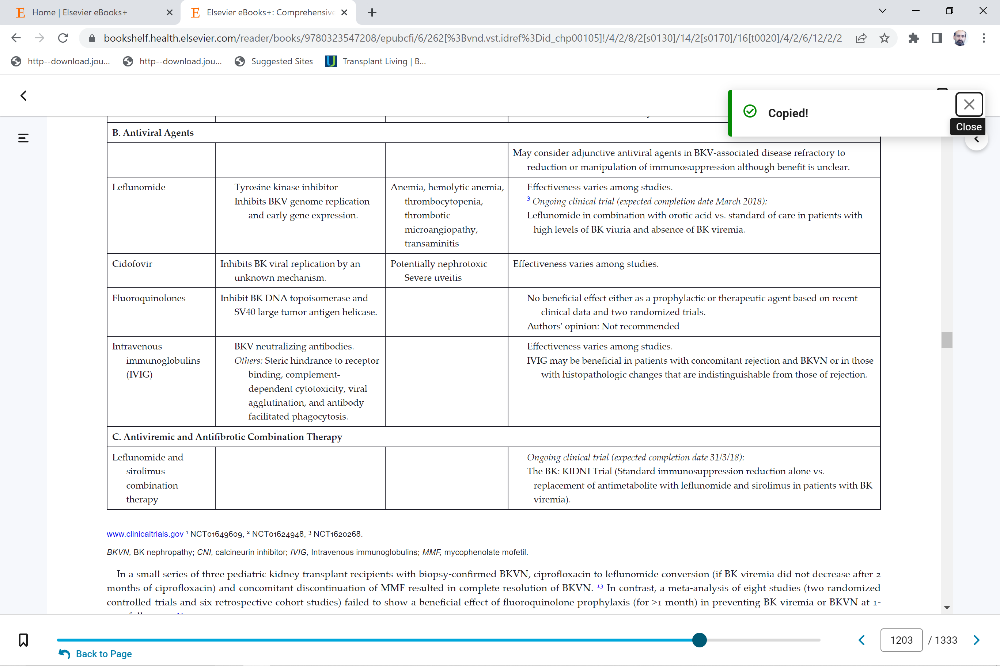 Home | Elsevier eBooks+
Elsevier eBooks+: Comprehensive
bookshelf.health.elsevier.com/reader/books/9780323547208/epubcfi/6/262[%3Bvnd.vst.idref%3Did_chp00105]!/4/2/8/2[s0130]/14/2[s0170]/16[t0020]/4/2/6/12/2/2
http--download.jou...
http--download.jou...
Suggested Sites
Transplant Living | B...
Copied!
Close
B. Antiviral Agents
May consider adjunctive antiviral agents in BKV-associated disease refractory to
reduction or manipulation of immunosuppression although benefit is unclear.
Leflunomide
Tyrosine kinase inhibitor
Inhibits BKV genome replication
and early gene expression.
Anemia, hemolytic anemia,
thrombocytopenia,
thrombotic
microangiopathy,
transaminitis
Effectiveness varies among studies.
3 Ongoing clinical trial (expected completion date March 2018):
Leflunomide in combination with orotic acid vs. standard of care in patients with
high levels of BK viuria and absence of BK viremia.
Cidofovir
Inhibits BK viral replication by an
unknown mechanism.
Potentially nephrotoxic
Severe uveitis
Effectiveness varies among studies.
Fluoroquinolones
Inhibit BK DNA topoisomerase and
SV40 large tumor antigen helicase.
No beneficial effect either as a prophylactic or therapeutic agent based on recent
clinical data and two randomized trials.
Authors' opinion: Not recommended
Intravenous
immunoglobulins
(IVIG)
BKV neutralizing antibodies.
Others: Steric hindrance to receptor
binding, complement-
dependent cytotoxicity, viral
agglutination, and antibody
facilitated phagocytosis.
Effectiveness varies among studies.
IVIG may be beneficial in patients with concomitant rejection and BKVN or in those
with histopathologic changes that are indistinguishable from those of rejection.
C. Antiviremic and Antifibrotic Combination Therapy
Leflunomide and
sirolimus
combination
therapy
Ongoing clinical trial (expected completion date 31/3/18):
The BK: KIDNI Trial (Standard immunosuppression reduction alone vs.
replacement of antimetabolite with leflunomide and sirolimus in patients with BK
viremia).
www.clinicaltrials.gov 1 NCT01649609, 2 NCT01624948, 3 NCT1620268.
BKVN, BK nephropathy; CNI, calcineurin inhibitor; IVIG, Intravenous immunoglobulins; MMF, mycophenolate mofetil.
In a small series of three pediatric kidney transplant recipients with biopsy-confirmed BKVN, ciprofloxacin to leflunomide conversion (if BK viremia did not decrease after 2
months of ciprofloxacin) and concomitant discontinuation of MMF resulted in complete resolution of BKVN. 13 In contrast, a meta-analysis of eight studies (two randomized
controlled trials and six retrospective cohort studies) failed to show a beneficial effect of fluoroquinolone prophylaxis (for >1 month) in preventing BK viremia or BKVN at 1-
1203 / 1333
Back to Page